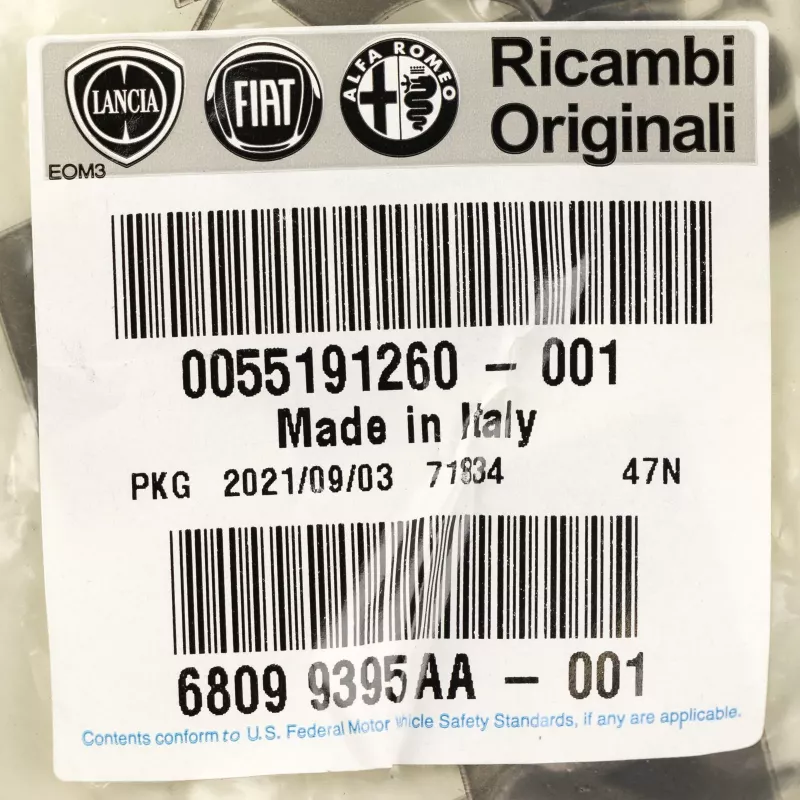 LANCIA FIAT ALFA ROMEO Ricambi
Originali
EOM3
0055191260 - 001
Made in Italy
PKG 2021/09/03 71834 47N
6809 9395AA - 001
Contents conform to U.S. Federal Motor Vehicle Safety Standards, if any are applicable.